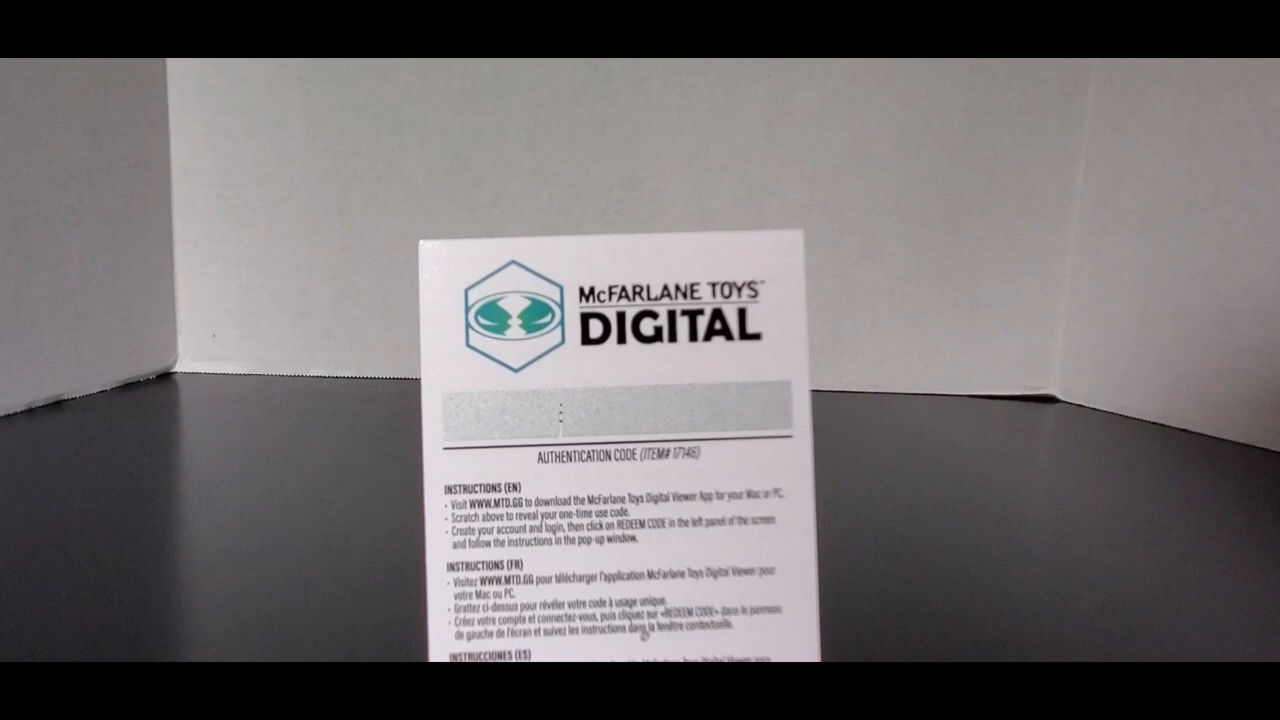 McFARLANE TOYS™
DIGITAL
AUTHENTICATION CODE (ITEM# 17146)
INSTRUCTIONS (EN)
· Visit WWW.MTD.GG to download the McFarlane Toys Digital Viewer App for your Mac or PC.
· Scratch above to reveal your one-time use code.
· Create your account and login, then click on REDEEM CODE in the left panel of the screen
and follow the instructions in the pop-up window.
INSTRUCTIONS (FR)
· Visitez WWW.MTD.GG pour télécharger l'application McFarlane Toys Digital Viewer pour
votre Mac ou PC.
· Grattez ci-dessus pour révéler votre code à usage unique.
· Créez votre compte et connectez-vous, puis cliquez sur «REDEEM CODE» dans le panneau
de gauche de l'écran et suivez les instructions dans la fenêtre contextuelle.
INSTRUCCIONES (ES)